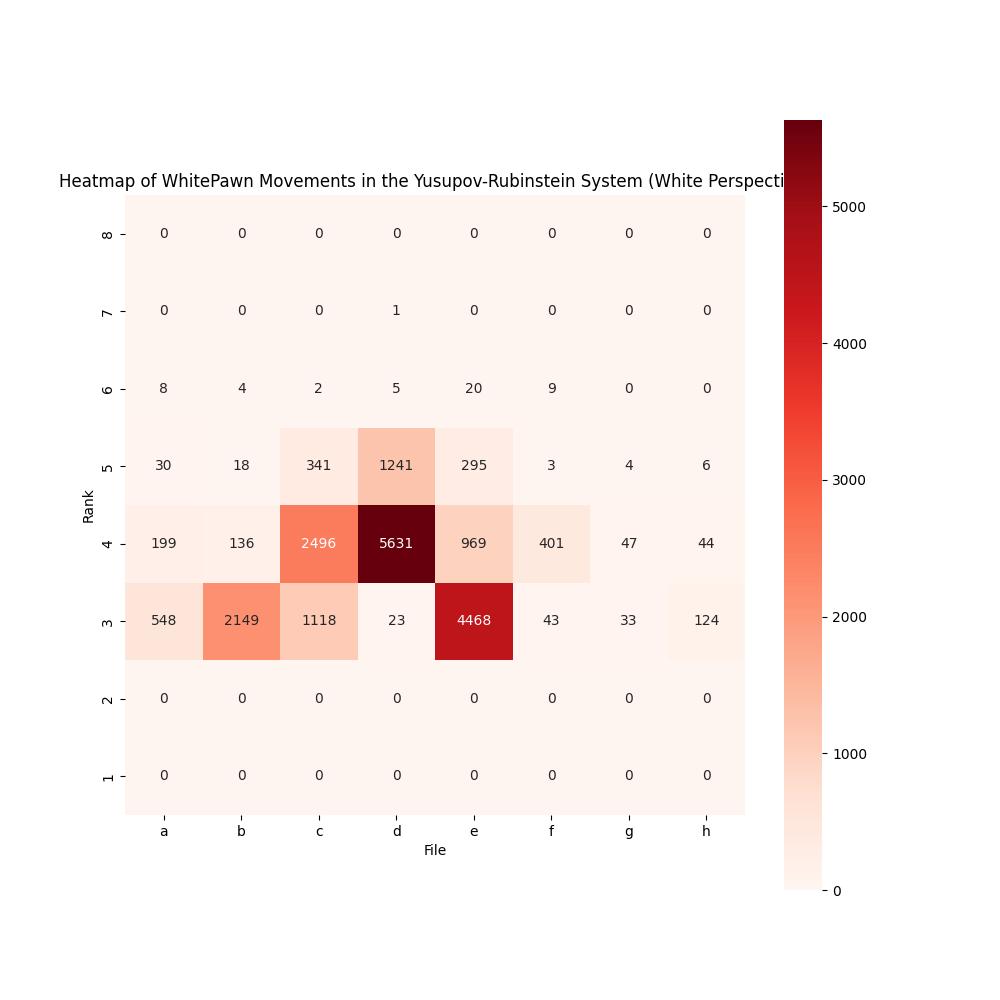 Heatmap of WhitePawn Movements in the Yusupov-Rubinstein System (White Perspecti
5000
4000
3000
2000
1000
0
Rank
8 0 0 0 0 0 0 0 0
7 0 0 0 1 0 0 0 0
6 8 4 2 5 20 9 0 0
5 30 18 341 1241 295 3 4 6
4 199 136 2496 5631 969 401 47 44
3 548 2149 1118 23 4468 43 33 124
2 0 0 0 0 0 0 0 0
1 0 0 0 0 0 0 0 0
a b c d e f g h
File